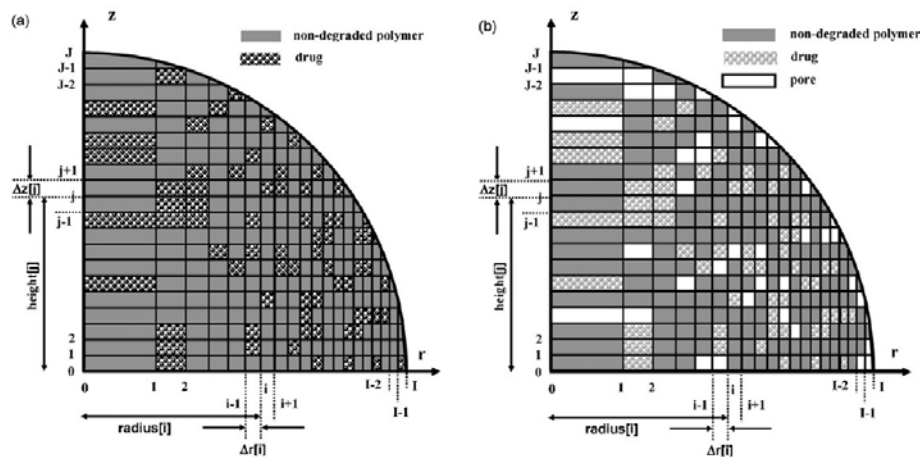 (a)
z
non-degraded polymer
drug
J
J-1
J-2
j+1
Δz[j]
j
j-1
height[j]
2
1
0
r
0
1
2
i
I-2
I
i-1
i+1
I-1
radius[i]
Δr[i]
(b)
z
non-degraded polymer
drug
pore
J
J-1
J-2
j+1
Δz[j]
j
j-1
height[j]
2
1
0
r
0
1
2
i
I-2
I
i-1
i+1
I-1
radius[i]
Δr[i]